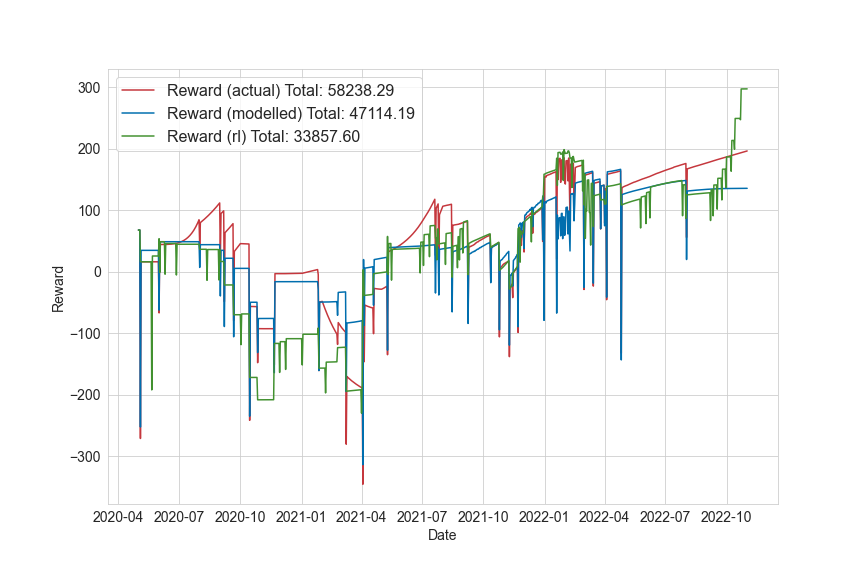 Reward (actual) Total: 58238.29
Reward (modelled) Total: 47114.19
Reward (rl) Total: 33857.60
300
200
100
0
−100
−200
−300
Reward
2020-04 2020-07 2020-10 2021-01 2021-04 2021-07 2021-10 2022-01 2022-04 2022-07 2022-10
Date